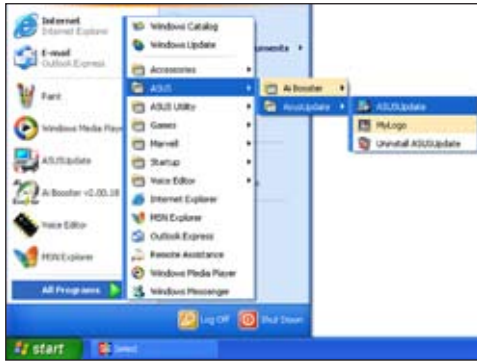 Internet
Internet Explorer
E-mail
Outlook Express
Paint
Windows Media Play
ASUSUpdate
Ai Booster v2.00.18
Voice Editor
MSN Explorer
All Programs
Windows Catalog
Windows Update
Accessories
ASUS
ASUS Utility
Games
Marvell
Startup
Voice Editor
Internet Explorer
MSN Explorer
Outlook Express
Remote Assistance
Windows Media Player
Windows Messenger
uments
Ai Booster
AsusUpdate
ASUSUpdate
MyLogo
Uninstall ASUSUpdate
Log Off
Shut Down
start